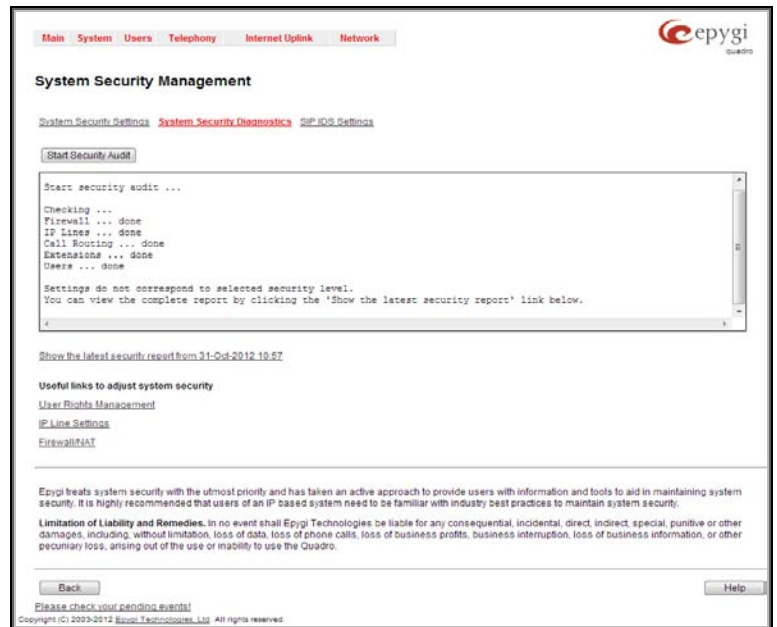 epygi
quadro
Main System Users Telephony Internet Uplink Network
System Security Management
System Security Settings System Security Diagnostics SIP IDS Settings
Start Security Audit
Start security audit ...
Checking ...
Firewall ... done
IP Lines ... done
Call Routing ... done
Extensions ... done
Users ... done
Settings do not correspond to selected security level.
You can view the complete report by clicking the 'Show the latest security report' link below.
Show the latest security report from 31-Oct-2012 10:57
Useful links to adjust system security
User Rights Management
IP Line Settings
Firewall/NAT
Epygi treats system security with the utmost priority and has taken an active approach to provide users with information and tools to aid in maintaining system
security. It is highly recommended that users of an IP based system need to be familiar with industry best practices to maintain system security.
Limitation of Liability and Remedies. In no event shall Epygi Technologies be liable for any consequential, incidental, direct, indirect, special, punitive or other
damages, including, without limitation, loss of data, loss of phone calls, loss of business profits, business interruption, loss of business information, or other
pecuniary loss, arising out of the use or inability to use the Quadro.
Back Help
Please check your pending events!
Copyright (C) 2003-2012 Epygi Technologies, Ltd. All rights reserved.